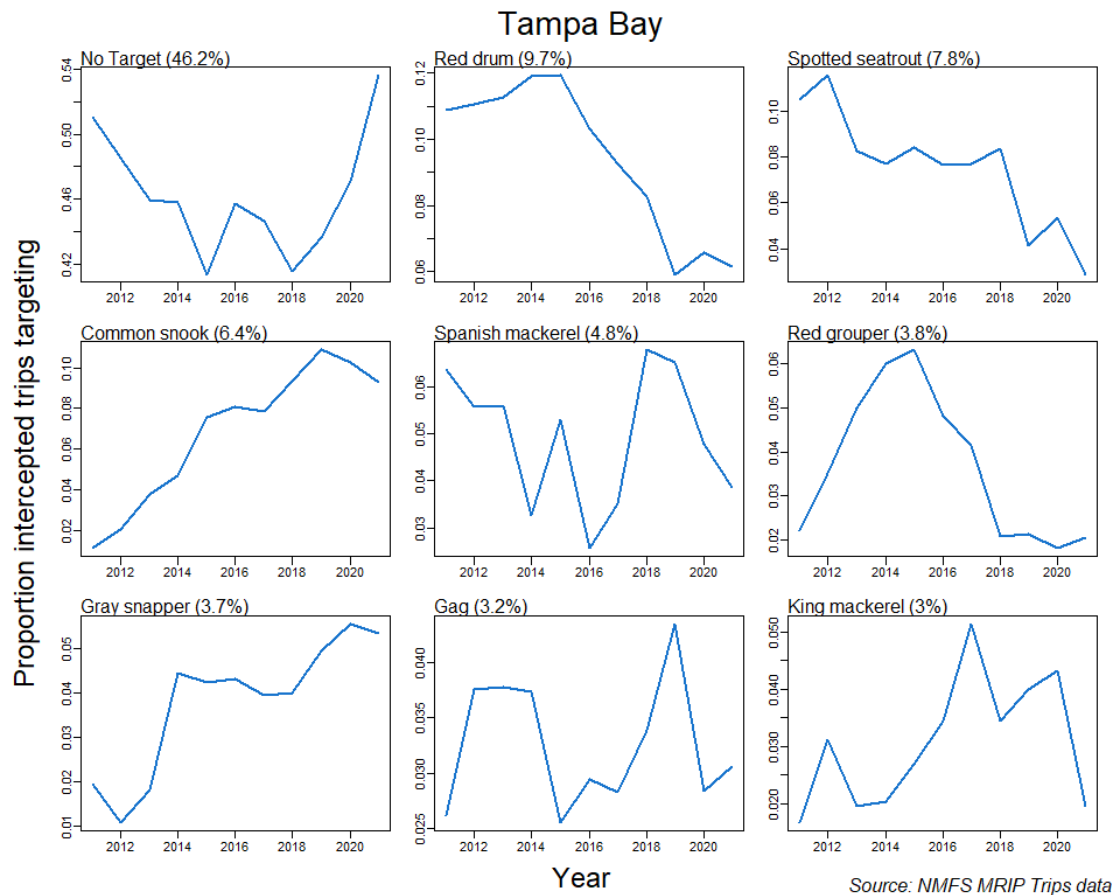 Tampa Bay
Proportion intercepted trips targeting
No Target (46.2%)
0.54
0.50
0.46
0.42
2012 2014 2016 2018 2020
Red drum (9.7%)
0.12
0.10
0.08
0.06
2012 2014 2016 2018 2020
Spotted seatrout (7.8%)
0.10
0.08
0.06
0.04
2012 2014 2016 2018 2020
Common snook (6.4%)
0.10
0.08
0.06
0.04
0.02
2012 2014 2016 2018 2020
Spanish mackerel (4.8%)
0.06
0.05
0.04
0.03
2012 2014 2016 2018 2020
Red grouper (3.8%)
0.06
0.05
0.04
0.03
0.02
2012 2014 2016 2018 2020
Gray snapper (3.7%)
0.05
0.04
0.03
0.02
0.01
2012 2014 2016 2018 2020
Gag (3.2%)
0.040
0.035
0.030
0.025
2012 2014 2016 2018 2020
King mackerel (3%)
0.050
0.040
0.030
0.020
2012 2014 2016 2018 2020
Year
Source: NMFS MRIP Trips data